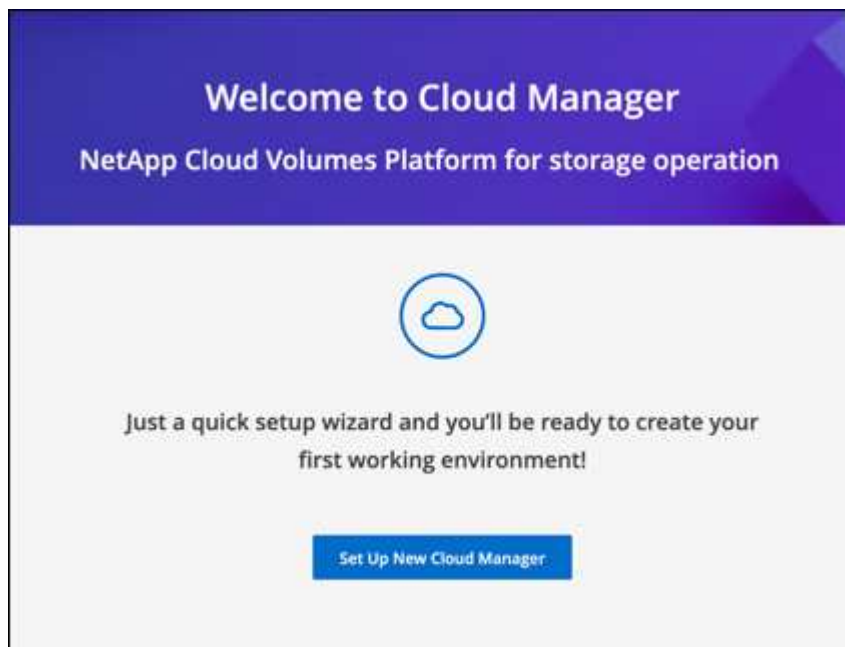 Welcome to Cloud Manager
NetApp Cloud Volumes Platform for storage operation
Just a quick setup wizard and you'll be ready to create your
first working environment!
Set Up New Cloud Manager